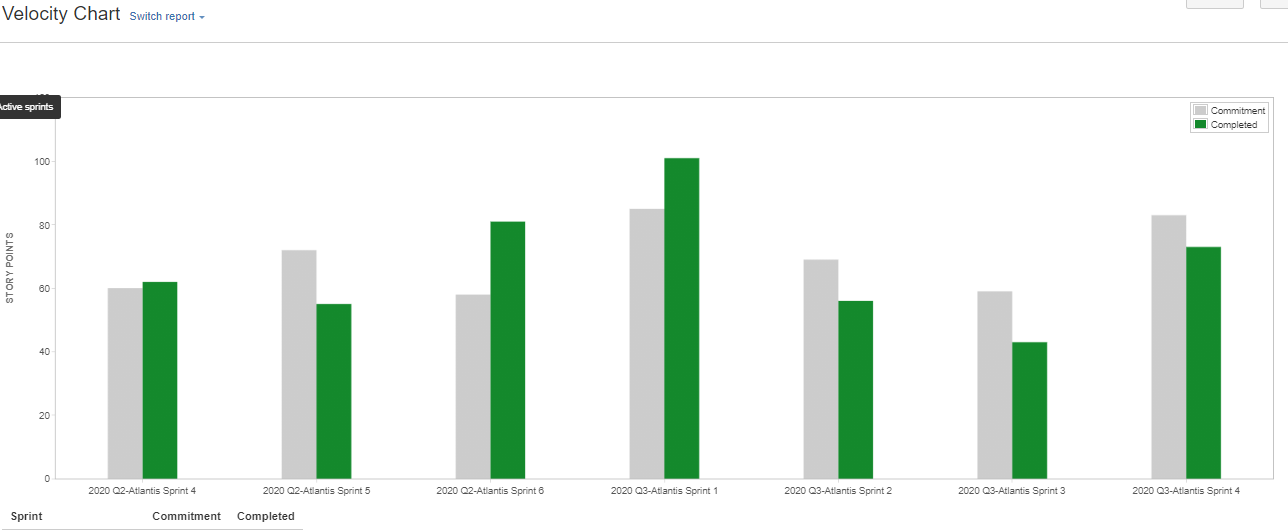 Velocity Chart Switch report
Active sprints
Commitment
Completed
100
80
60
40
20
0
STORY POINTS
2020 Q2-Atlantis Sprint 4
2020 Q2-Atlantis Sprint 5
2020 Q2-Atlantis Sprint 6
2020 Q3-Atlantis Sprint 1
2020 Q3-Atlantis Sprint 2
2020 Q3-Atlantis Sprint 3
2020 Q3-Atlantis Sprint 4
Sprint Commitment Completed